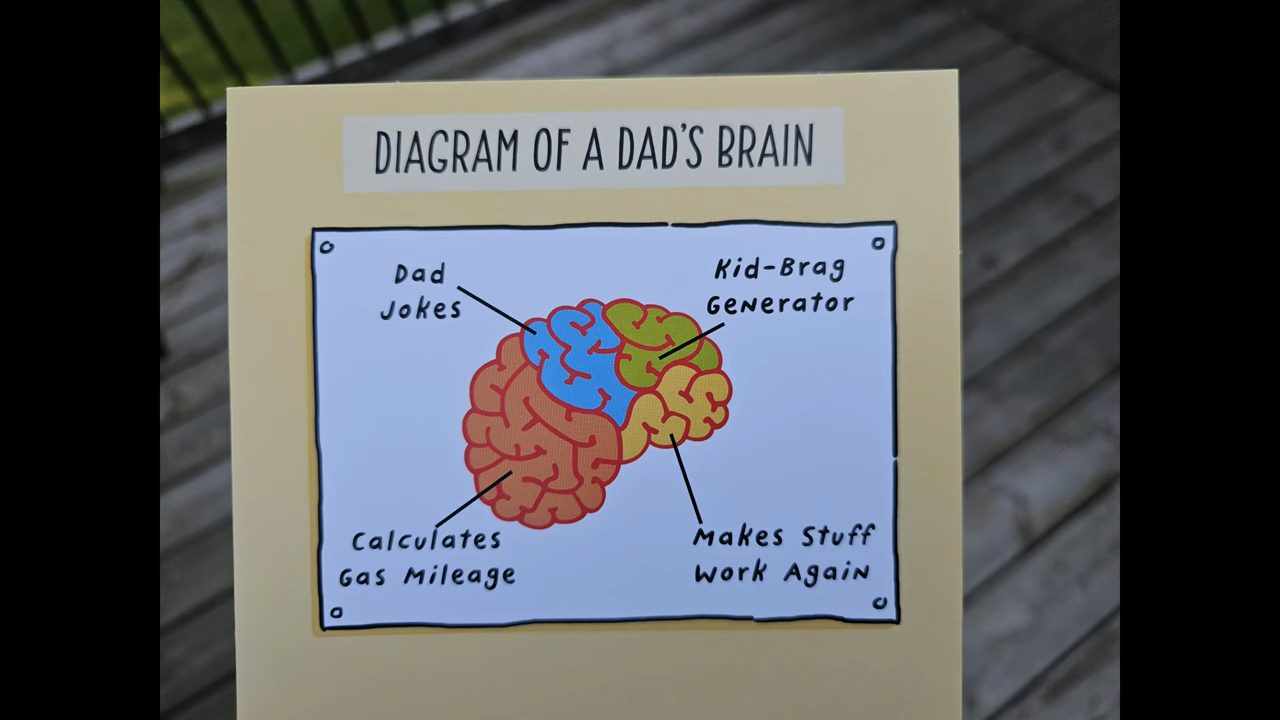 DIAGRAM OF A DAD'S BRAIN
Dad
Jokes
Kid-Brag
Generator
Calculates
Gas Mileage
Makes Stuff
Work Again